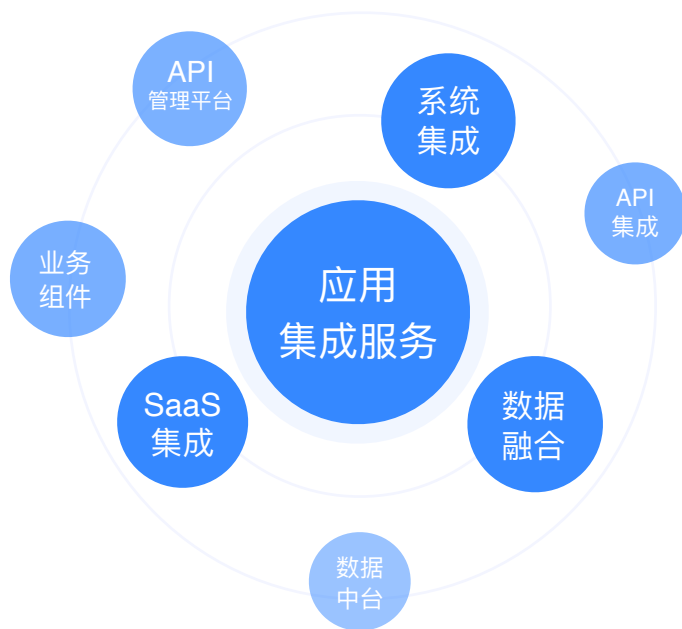 API
管理平台
系统
集成
API
集成
业务
组件
应用
集成服务
SaaS
集成
数据
融合
数据
中台